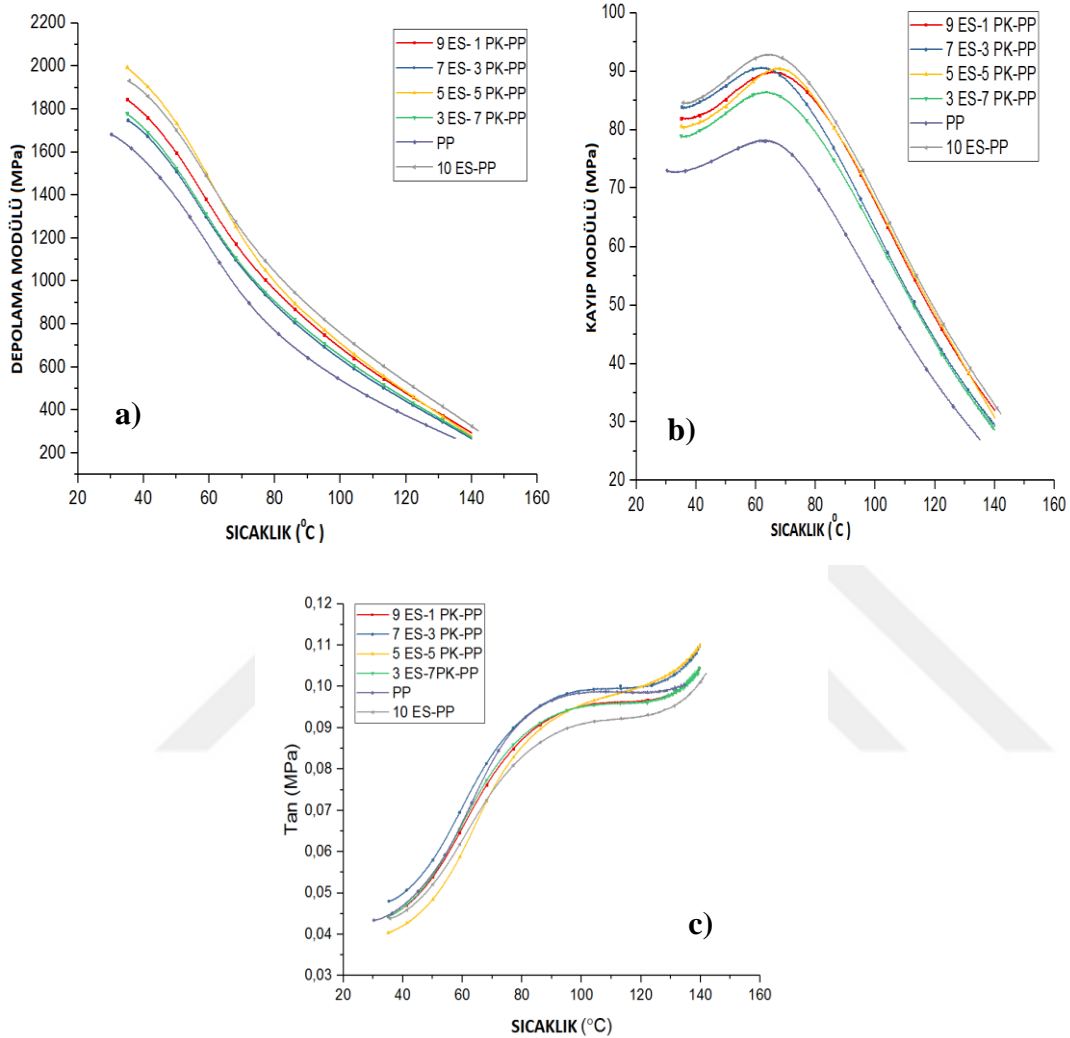 2200
2000
1800
1600
1400
1200
1000
800
600
400
200
DEPOLAMA MODÜLÜ (MPa)
9 ES- 1 PK-PP
7 ES- 3 PK-PP
5 ES- 5 PK-PP
3 ES- 7 PK-PP
PP
10 ES-PP
a)
20 40 60 80 100 120 140 160
SICAKLIK (⁰C )
100
90
80
70
60
50
40
30
20
KAYIP MODÜLÜ (MPa)
9 ES-1 PK-PP
7 ES-3 PK-PP
5 ES-5 PK-PP
3 ES-7 PK-PP
PP
10 ES-PP
b)
20 40 60 80 100 120 140 160
SICAKLIK (⁰C )
0,12
0,11
0,10
0,09
0,08
0,07
0,06
0,05
0,04
0,03
Tan (MPa)
9 ES-1 PK-PP
7 ES-3 PK-PP
5 ES-5 PK-PP
3 ES-7PK-PP
PP
10 ES-PP
c)
20 40 60 80 100 120 140 160
SICAKLIK (°C)